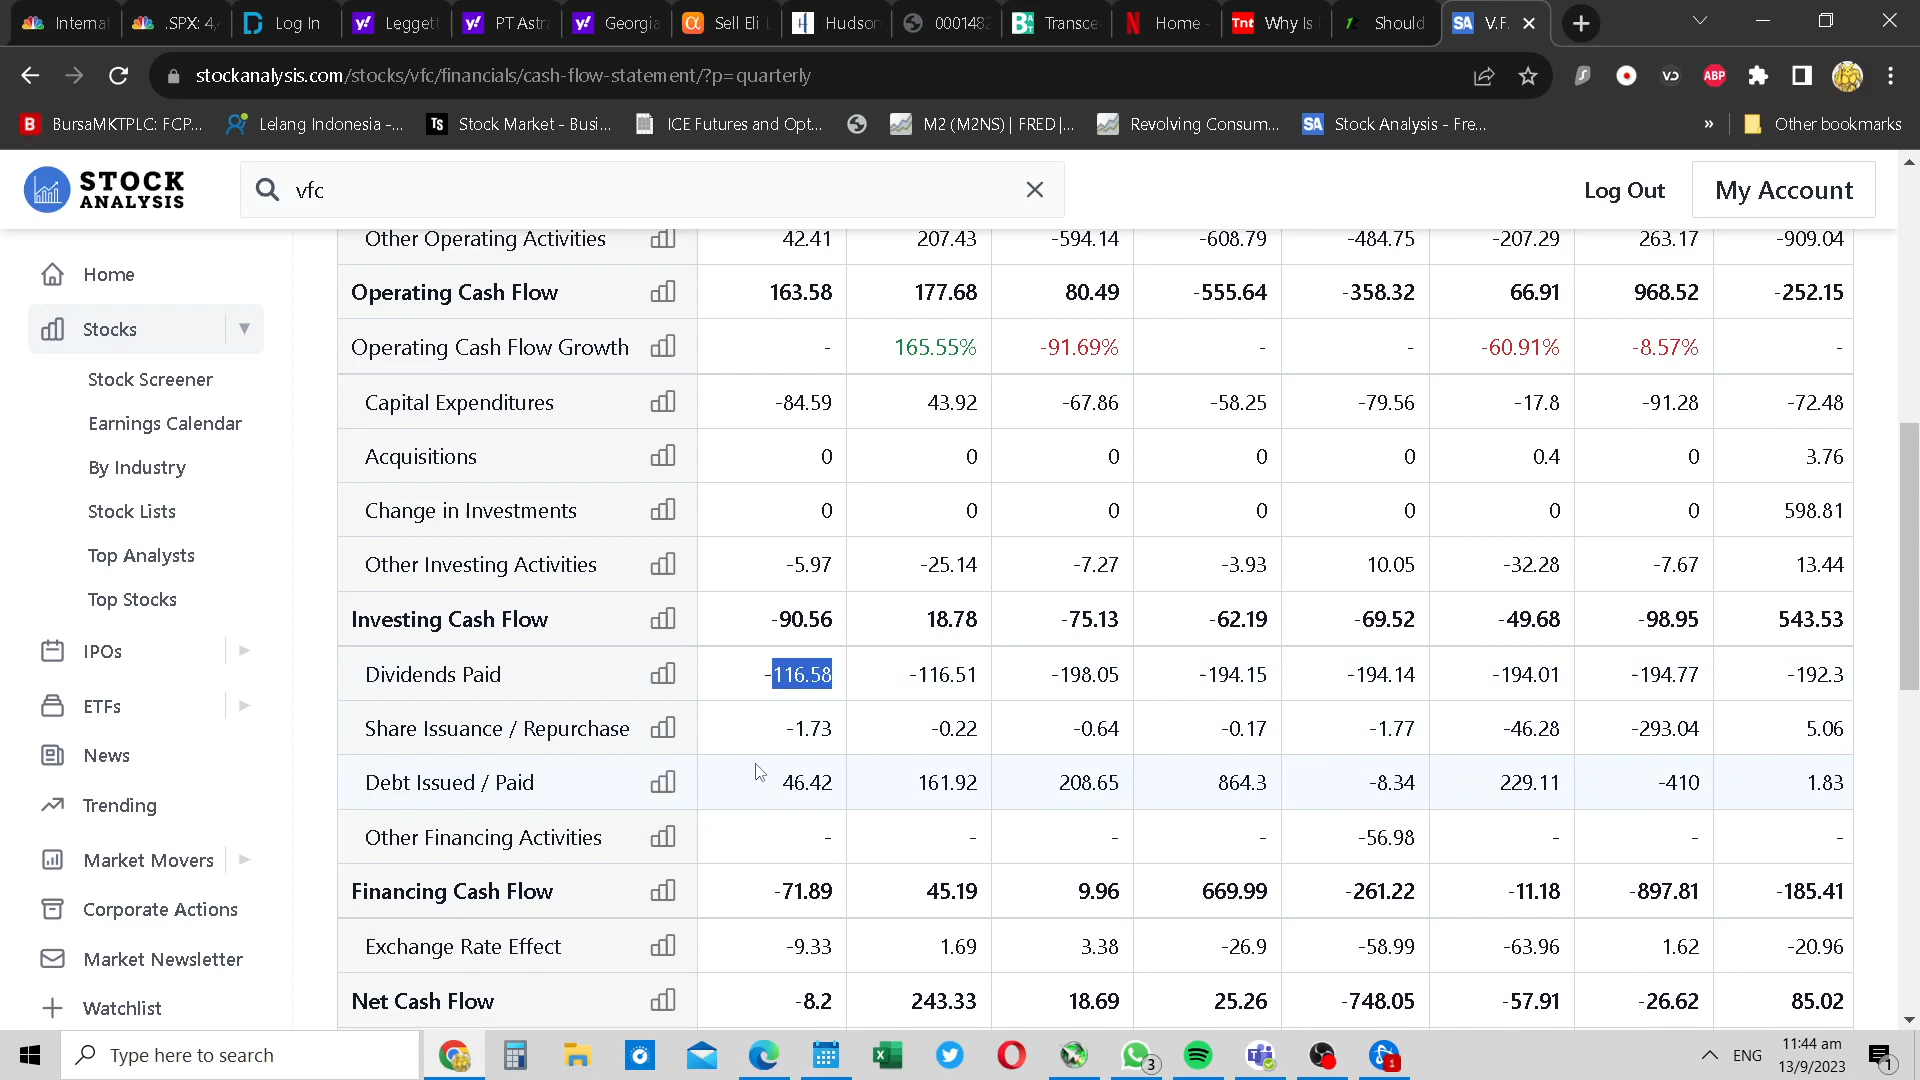 Internat
.SPX: 4,
Log In
Leggett
PT Astra
Georgia
Sell Eli L
Hudson
0001482
Transce
Home -
Why Is
Should
V.F.
stockanalysis.com/stocks/vfc/financials/cash-flow-statement/?p=quarterly
BursaMKTPLC: FCP...
Lelang Indonesia -...
Stock Market - Busi...
ICE Futures and Opt...
M2 (M2NS) | FRED |...
Revolving Consum...
Stock Analysis - Fre...
» Other bookmarks
STOCK ANALYSIS
vfc
Log Out
My Account
Home
Stocks
Stock Screener
Earnings Calendar
By Industry
Stock Lists
Top Analysts
Top Stocks
IPOs
ETFs
News
Trending
Market Movers
Corporate Actions
Market Newsletter
Watchlist
Other Operating Activities 42.41 207.43 -594.14 -608.79 -484.75 -207.29 263.17 -909.04
Operating Cash Flow 163.58 177.68 80.49 -555.64 -358.32 66.91 968.52 -252.15
Operating Cash Flow Growth - 165.55% -91.69% - - -60.91% -8.57% -
Capital Expenditures -84.59 43.92 -67.86 -58.25 -79.56 -17.8 -91.28 -72.48
Acquisitions 0 0 0 0 0 0.4 0 3.76
Change in Investments 0 0 0 0 0 0 0 598.81
Other Investing Activities -5.97 -25.14 -7.27 -3.93 10.05 -32.28 -7.67 13.44
Investing Cash Flow -90.56 18.78 -75.13 -62.19 -69.52 -49.68 -98.95 543.53
Dividends Paid -116.58 -116.51 -198.05 -194.15 -194.14 -194.01 -194.77 -192.3
Share Issuance / Repurchase -1.73 -0.22 -0.64 -0.17 -1.77 -46.28 -293.04 5.06
Debt Issued / Paid 46.42 161.92 208.65 864.3 -8.34 229.11 -410 1.83
Other Financing Activities - - - - -56.98 - - -
Financing Cash Flow -71.89 45.19 9.96 669.99 -261.22 -11.18 -897.81 -185.41
Exchange Rate Effect -9.33 1.69 3.38 -26.9 -58.99 -63.96 1.62 -20.96
Net Cash Flow -8.2 243.33 18.69 25.26 -748.05 -57.91 -26.62 85.02
Type here to search
3
1
ENG
11:44 am
13/9/2023
1